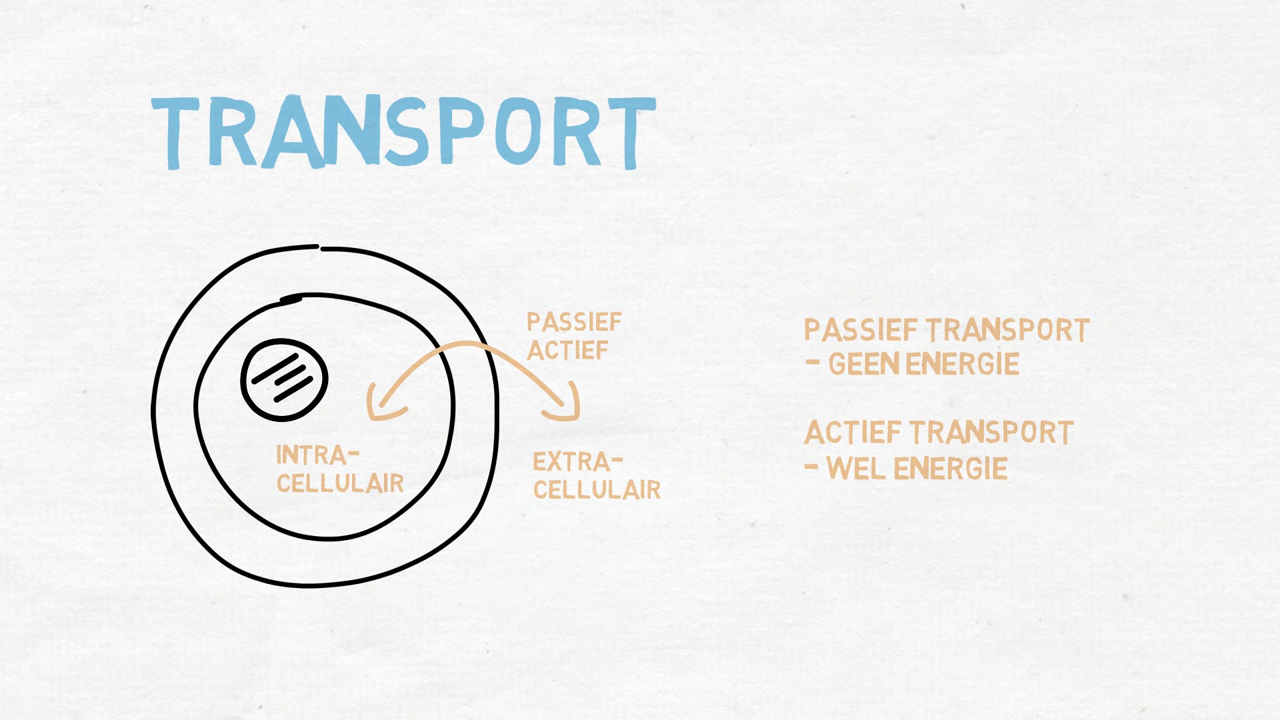 TRANSPORT
PASSIEF
ACTIEF
INTRA-
CELLULAIR
EXTRA-
CELLULAIR
PASSIEF TRANSPORT
- GEEN ENERGIE
ACTIEF TRANSPORT
- WEL ENERGIE